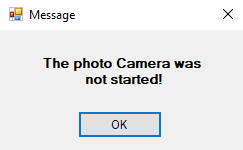 Message
The photo Camera was
not started!
OK